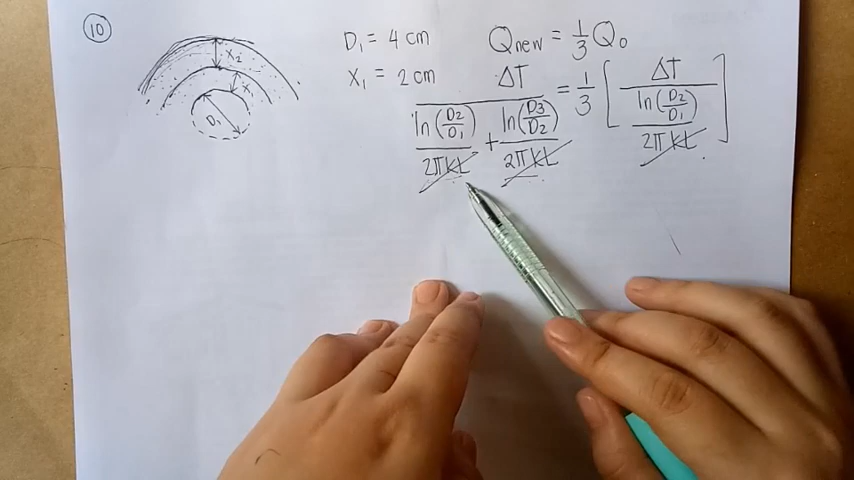 10
X2
X1
D1
D1 = 4 cm
X1 = 2 cm
Qnew = 1/3 Q0
ΔT / (ln(D2/D1)/2πkL + ln(D3/D2)/2πkL) = 1/3 [ΔT / (ln(D2/D1)/2πkL)]